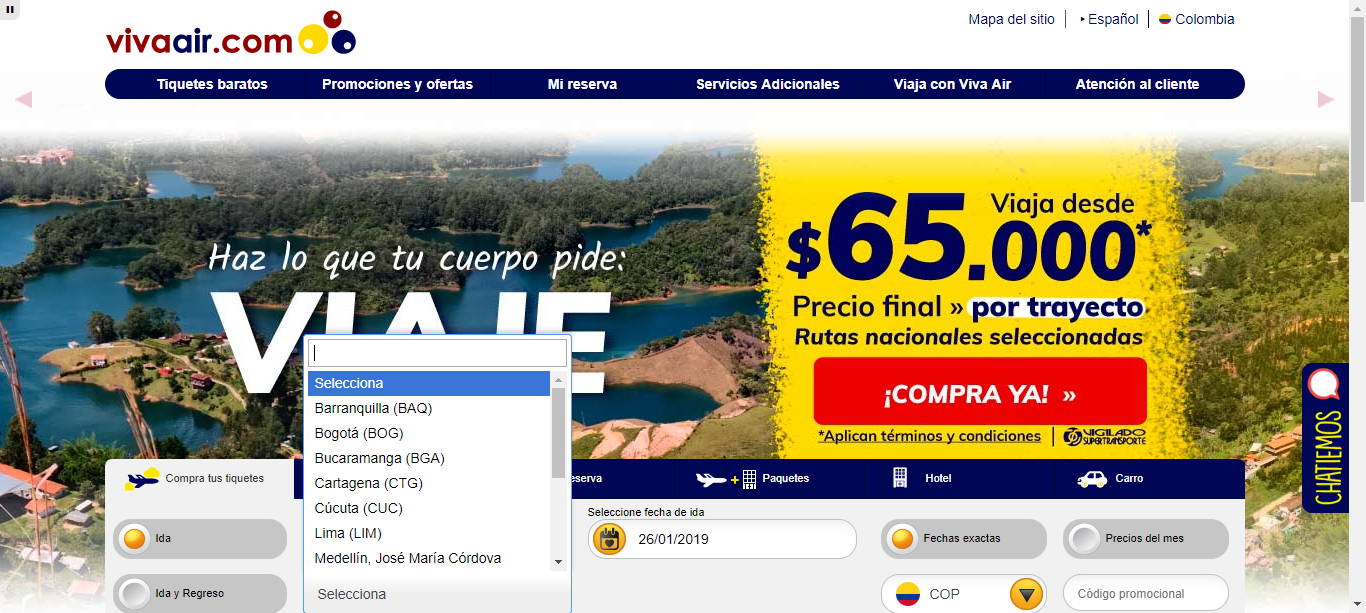 vivaair.com
Mapa del sitio
Español
Colombia
Tiquetes baratos
Promociones y ofertas
Mi reserva
Servicios Adicionales
Viaja con Viva Air
Atención al cliente
Haz lo que tu cuerpo pide:
VIAJE
Viaja desde
$65.000*
Precio final » por trayecto
Rutas nacionales seleccionadas
¡COMPRA YA! »
*Aplican términos y condiciones
VIGILADO
SUPERTRANSPORTE
CHATIEMOS
Selecciona
Barranquilla (BAQ)
Bogotá (BOG)
Bucaramanga (BGA)
Cartagena (CTG)
Cúcuta (CUC)
Lima (LIM)
Medellín, José María Córdova
Selecciona
Compra tus tiquetes
eserva
Paquetes
Hotel
Carro
Ida
Ida y Regreso
Seleccione fecha de ida
26/01/2019
Fechas exactas
Precios del mes
COP
Código promocional